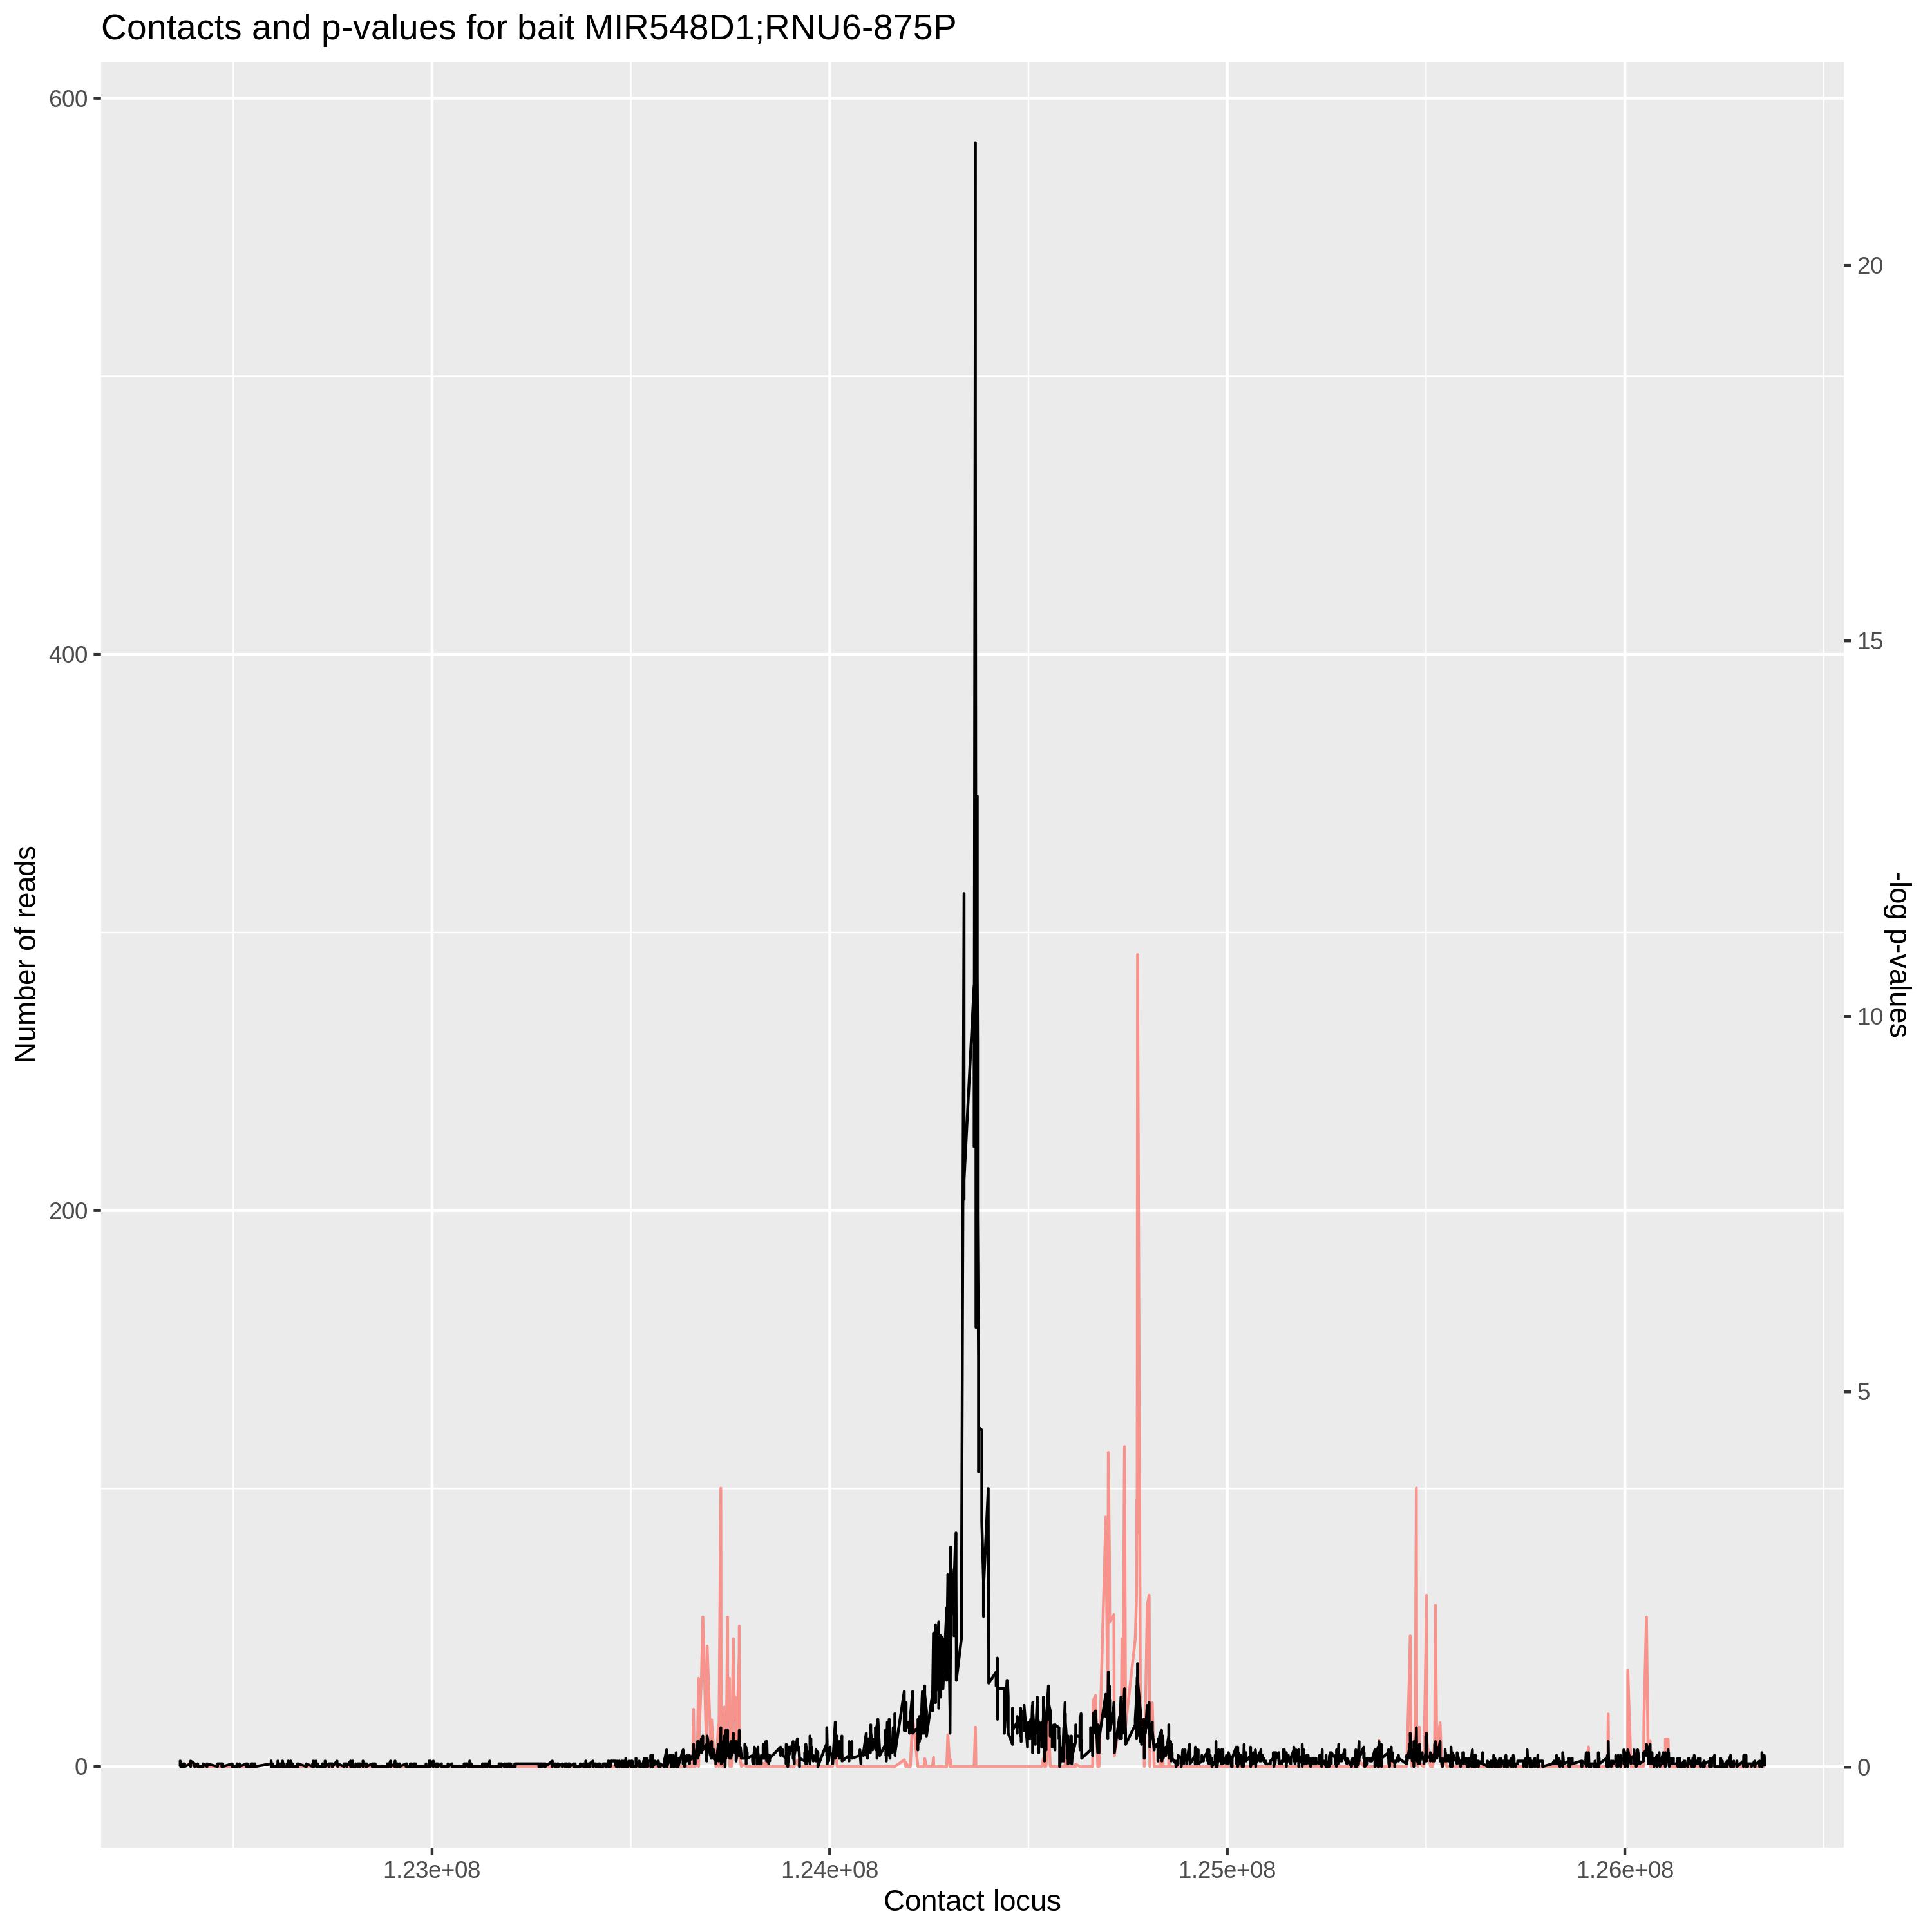 Contacts and p-values for bait MIR548D1;RNU6-875P
600
400
200
0
Number of reads
20
15
10
5
0
-log p-values
1.23e+08
1.24e+08
1.25e+08
1.26e+08
Contact locus